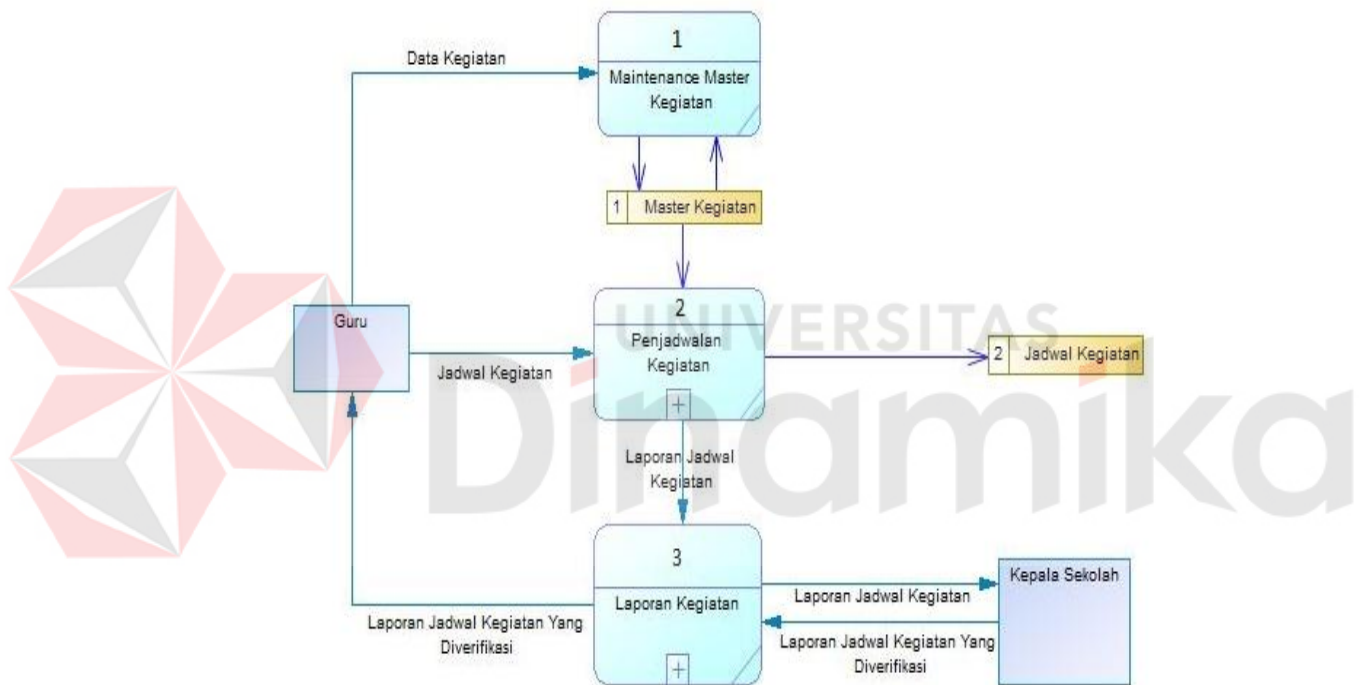 1
Data Kegiatan
Maintenance Master
Kegiatan
1 Master Kegiatan
Guru
2
Penjadwalan
Kegiatan
Jadwal Kegiatan
2 Jadwal Kegiatan
UNIVERSITAS
Dinamika
Laporan Jadwal
Kegiatan
3
Laporan Kegiatan
Kepala Sekolah
Laporan Jadwal Kegiatan
Laporan Jadwal Kegiatan Yang
Diverifikasi
Laporan Jadwal Kegiatan Yang
Diverifikasi